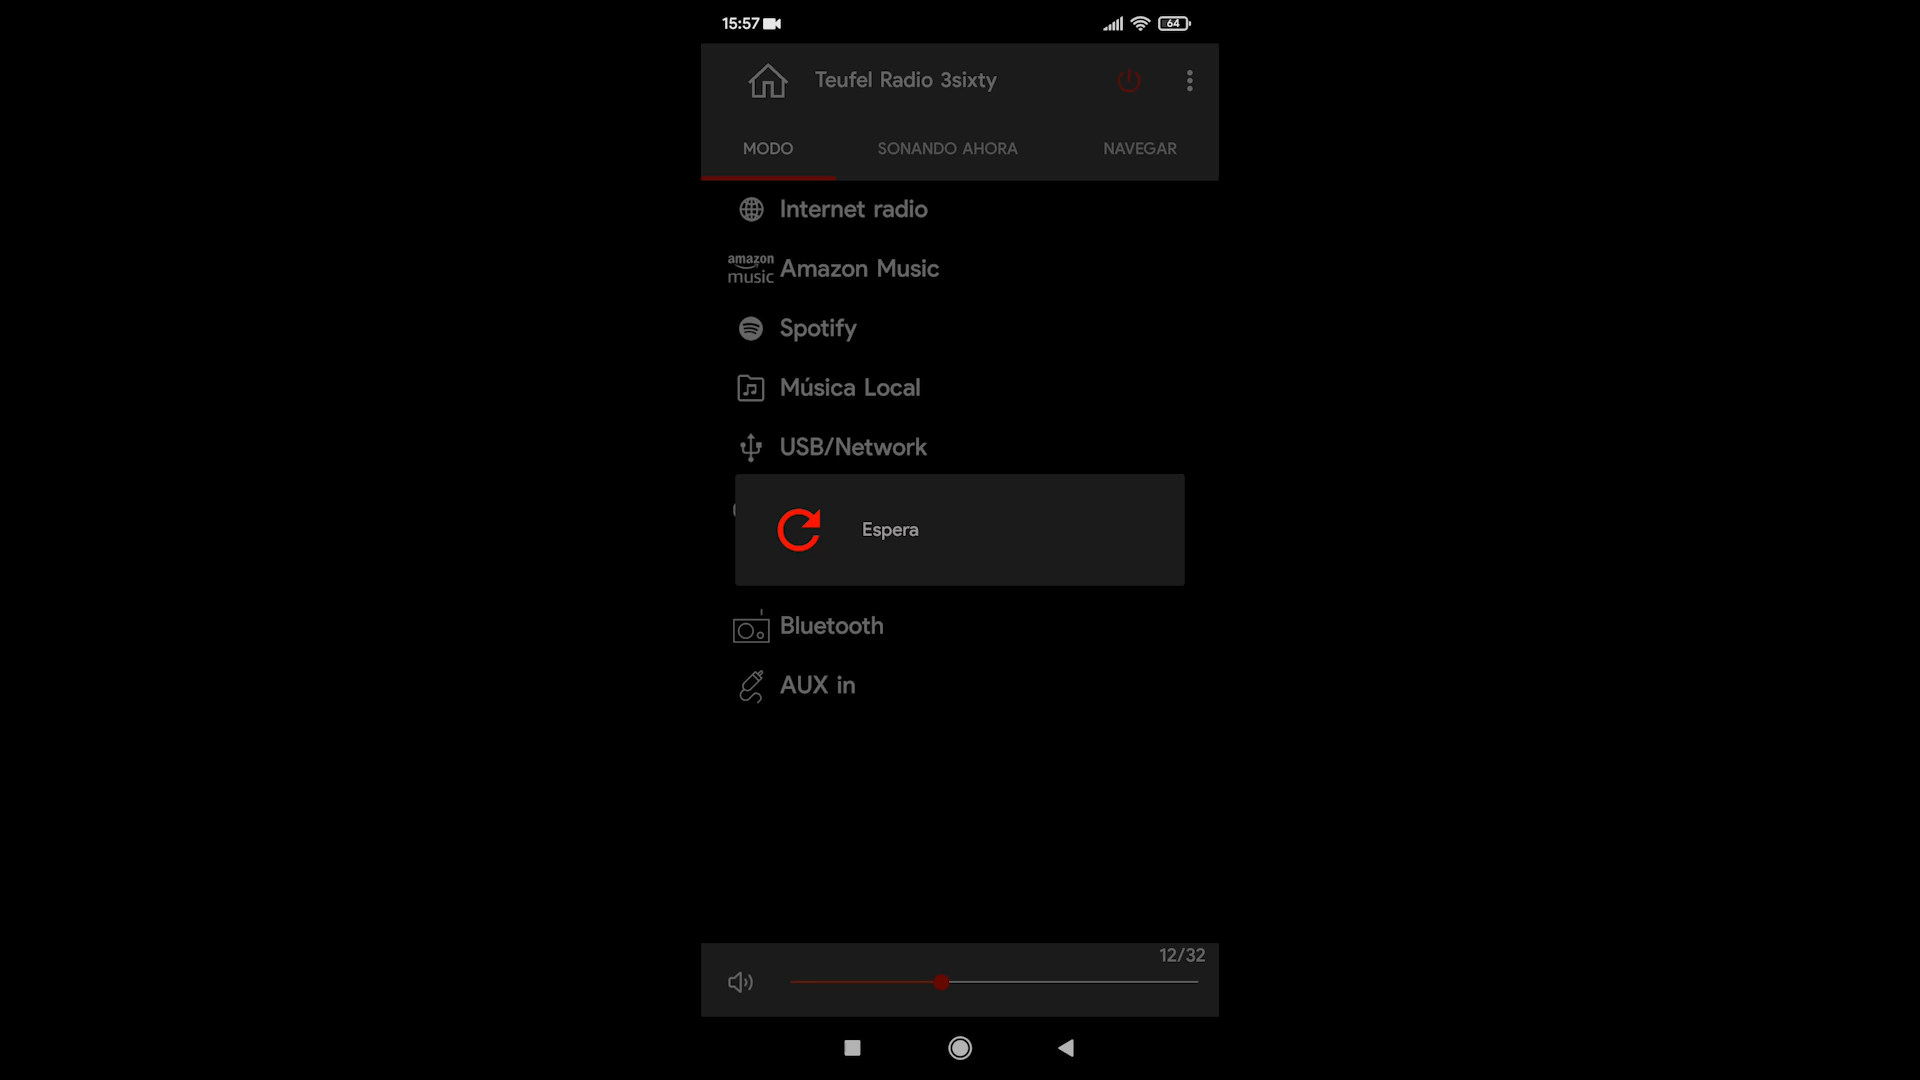 15:57
64
Teufel Radio 3sixty
MODO
SONANDO AHORA
NAVEGAR
Internet radio
amazon music
Amazon Music
Spotify
Música Local
USB/Network
Espera
Bluetooth
AUX in
12/32